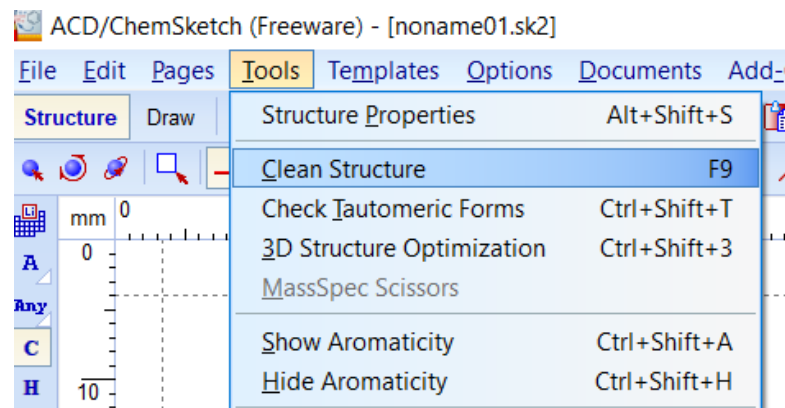 ACD/ChemSketch (Freeware) - [noname01.sk2]
File Edit Pages Tools Templates Options Documents Add-
Structure Draw
Structure Properties Alt+Shift+S
Clean Structure F9
mm 0
Check Tautomeric Forms Ctrl+Shift+T
0
3D Structure Optimization Ctrl+Shift+3
A
MassSpec Scissors
Any
C
Show Aromaticity Ctrl+Shift+A
H
10
Hide Aromaticity Ctrl+Shift+H
Li